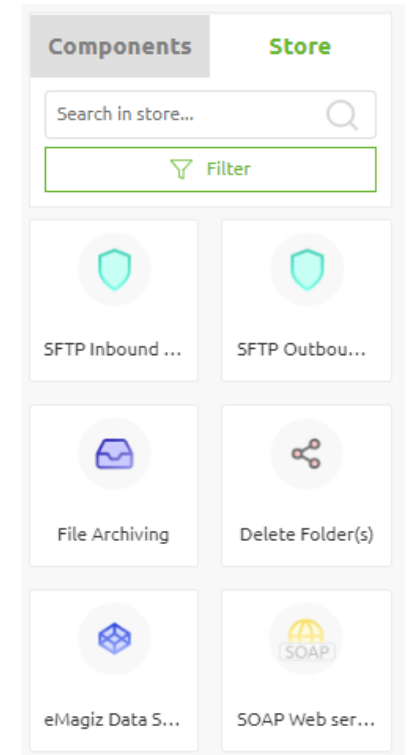 Components Store
Search in store...
Filter
SFTP Inbound ... SFTP Outbou...
File Archiving Delete Folder(s)
SOAP
eMagiz Data S... SOAP Web ser...